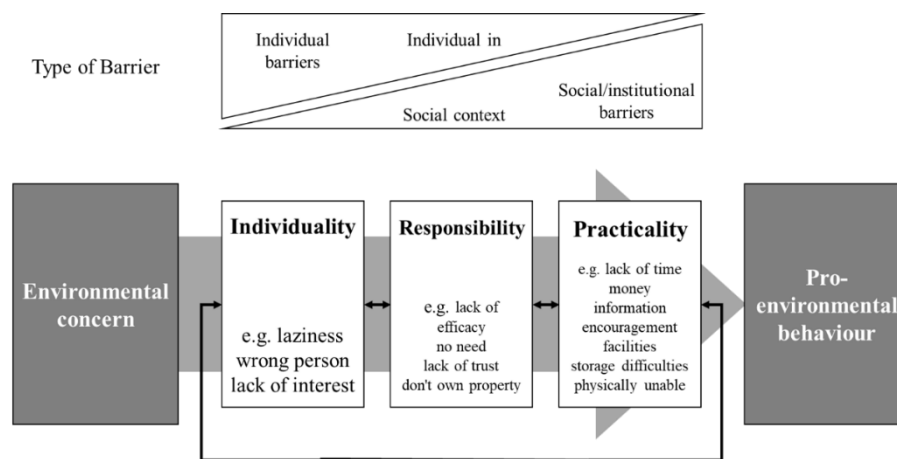 Type of Barrier
Individual
barriers
Individual in
Social context
Social/institutional
barriers
Environmental
concern
Individuality
e.g. laziness
wrong person
lack of interest
Responsibility
e.g. lack of
efficacy
no need
lack of trust
don't own property
Practicality
e.g. lack of time
money
information
encouragement
facilities
storage difficulties
physically unable
Pro-
environmental
behaviour